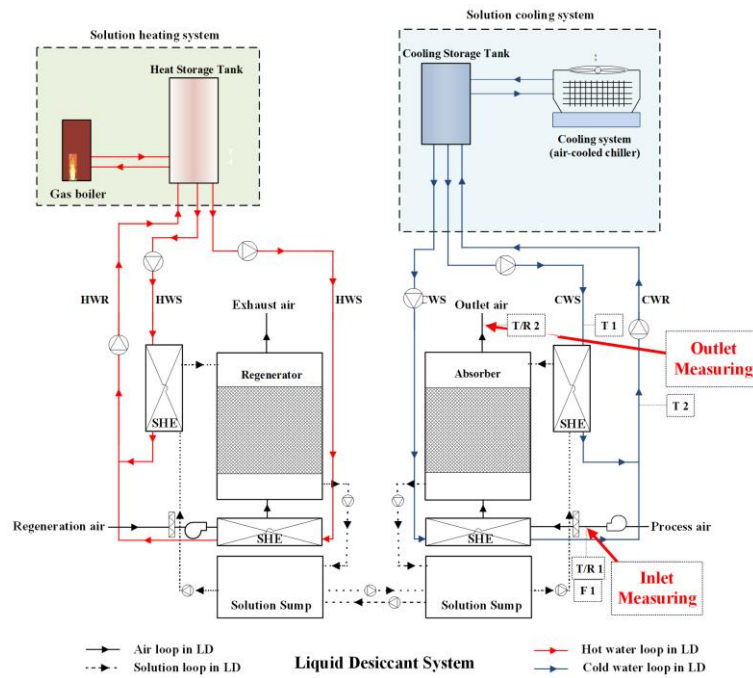 Solution heating system
Solution cooling system
Heat Storage Tank
Cooling Storage Tank
Gas boiler
Cooling system
(air-cooled chiller)
HWR
HWS
HWS
CWS
CWS
CWR
Exhaust air
Outlet air
T/R 2
T 1
Outlet
Measuring
Regenerator
Absorber
T 2
SHE
SHE
Regeneration air
Process air
SHE
SHE
T/R 1
F 1
Inlet
Measuring
Solution Sump
Solution Sump
Air loop in LD
Solution loop in LD
Liquid Desiccant System
Hot water loop in LD
Cold water loop in LD